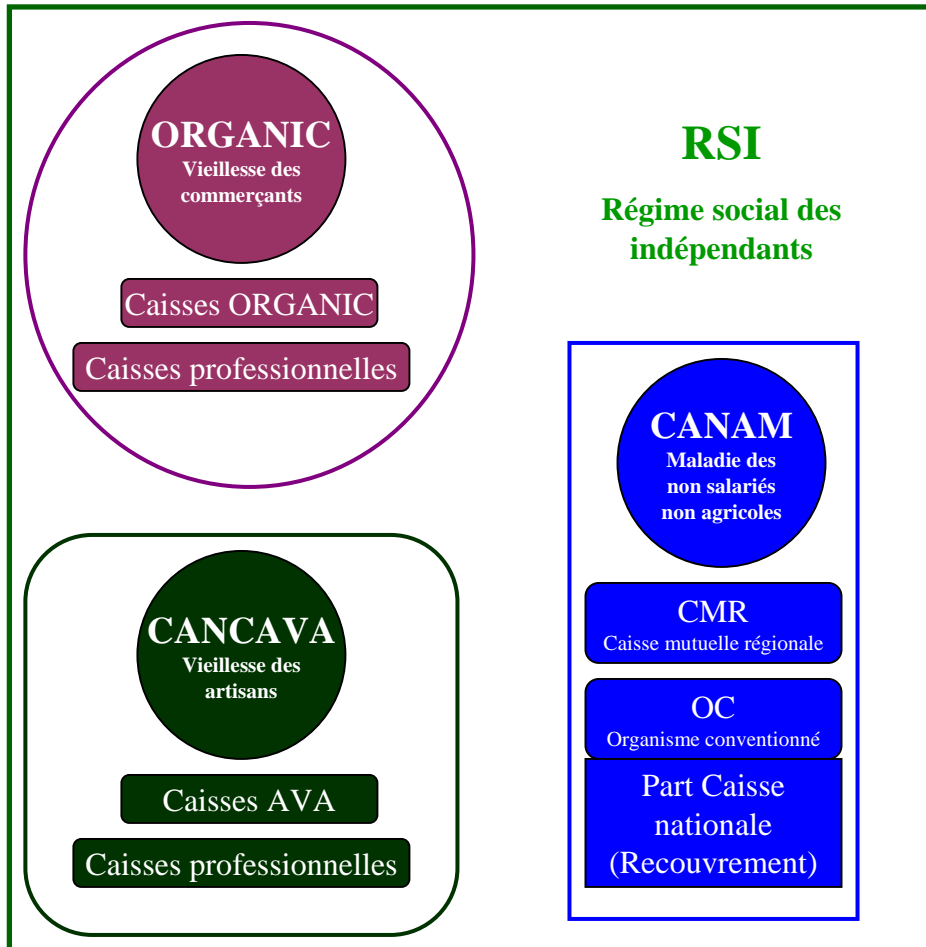 ORGANIC
Vieillesse des
commerçants
Caisses ORGANIC
Caisses professionnelles
RSI
Régime social des
indépendants
CANCAVA
Vieillesse des
artisans
Caisses AVA
Caisses professionnelles
CANAM
Maladie des
non salariés
non agricoles
CMR
Caisse mutuelle régionale
OC
Organisme conventionné
Part Caisse
nationale
(Recouvrement)